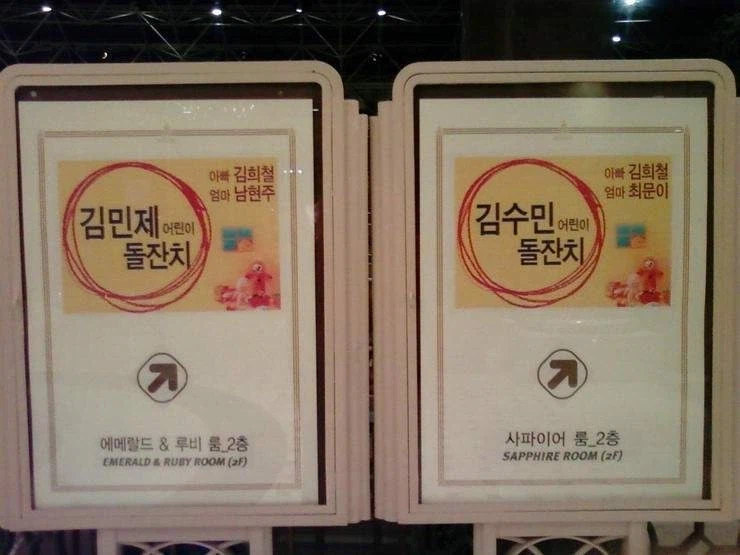 아빠 김희철
엄마 남현주
김민제 어린이
돌잔치
에메랄드 & 루비 룸_2층
EMERALD & RUBY ROOM (2F)
아빠 김희철
엄마 최문이
김수민 어린이
돌잔치
사파이어 룸_2층
SAPPHIRE ROOM (2F)